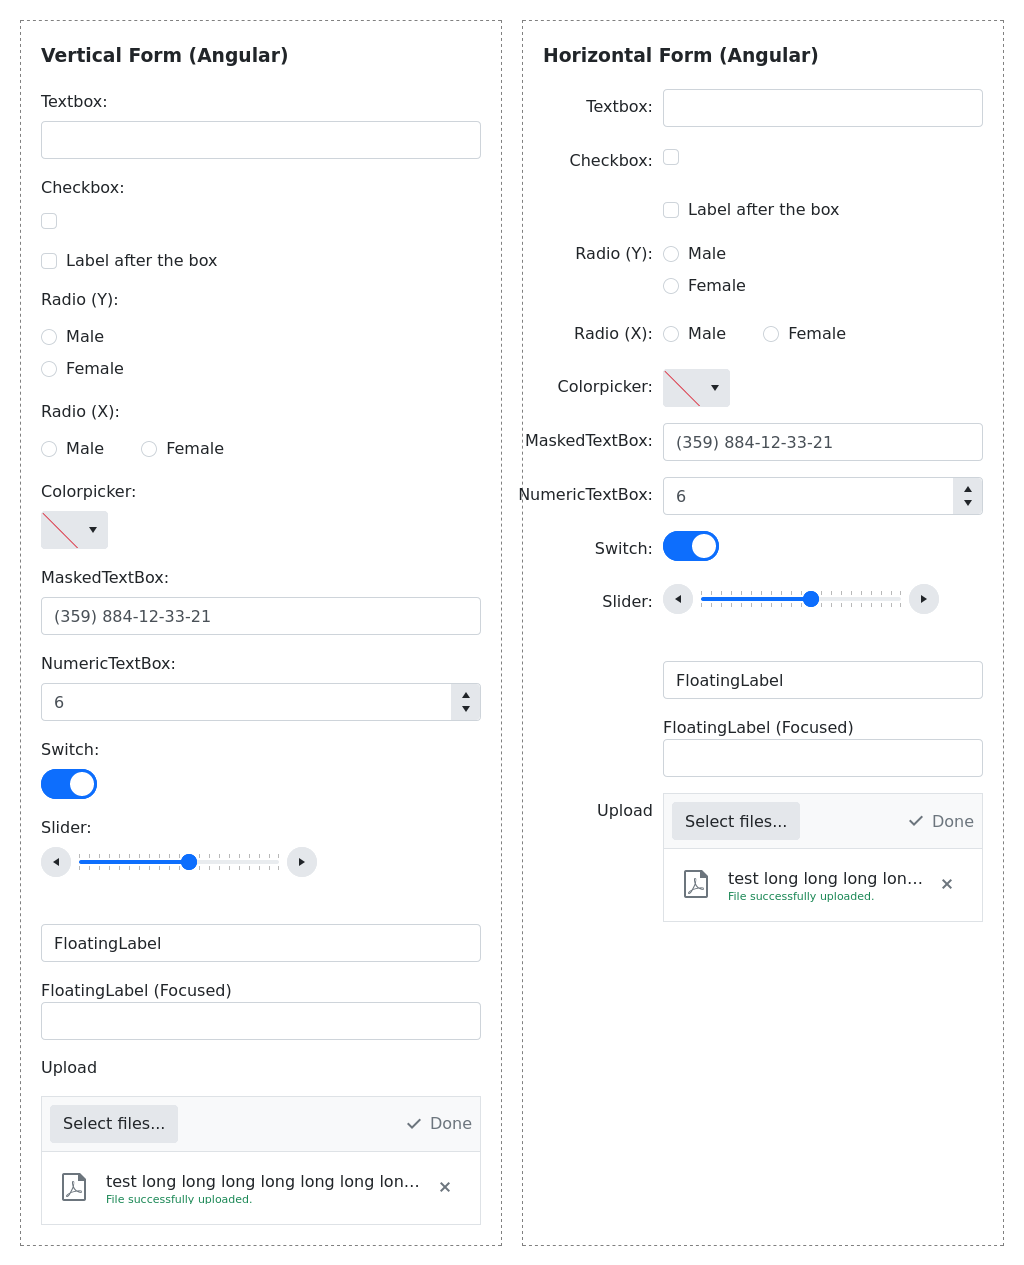 Vertical Form (Angular)
Textbox:
Checkbox:
Label after the box
Radio (Y):
Male
Female
Radio (X):
Male Female
Colorpicker:
MaskedTextBox:
(359) 884-12-33-21
NumericTextBox:
6
Switch:
Slider:
FloatingLabel
FloatingLabel (Focused)
Upload
Select files... Done
test long long long long long long lon...
File successfully uploaded.
Horizontal Form (Angular)
Textbox:
Checkbox:
Label after the box
Radio (Y): Male
Female
Radio (X): Male Female
Colorpicker:
MaskedTextBox: (359) 884-12-33-21
NumericTextBox: 6
Switch:
Slider:
FloatingLabel
FloatingLabel (Focused)
Upload Select files... Done
test long long long lon...
File successfully uploaded.